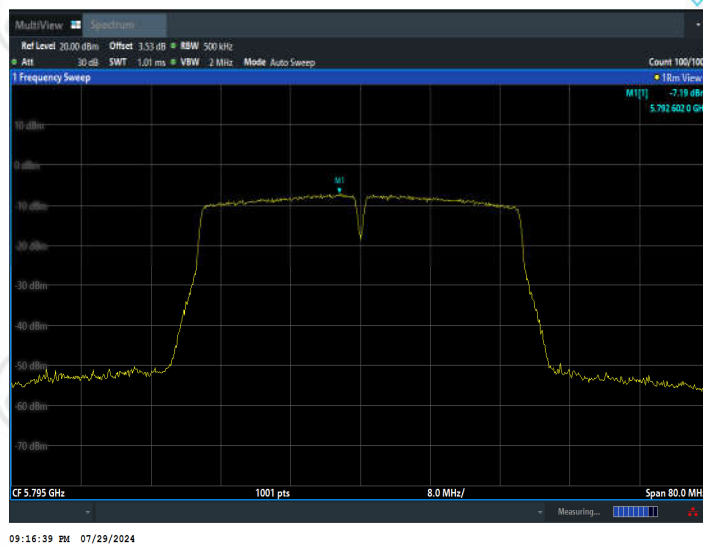 MultiView Spectrum
Ref Level 20.00 dBm Offset 3.53 dB RBW 500 kHz
Att 30 dB SWT 1.01 ms VBW 2 MHz Mode Auto Sweep Count 100/100
1 Frequency Sweep 1Rm View
M1[1] -7.19 dBm
5.792 602 0 GH
10 dBm
0 dBm
M1
-10 dBm
-20 dBm
-30 dBm
-40 dBm
-50 dBm
-60 dBm
-70 dBm
CF 5.795 GHz 1001 pts 8.0 MHz/ Span 80.0 MH
Measuring...
09:16:39 PM 07/29/2024